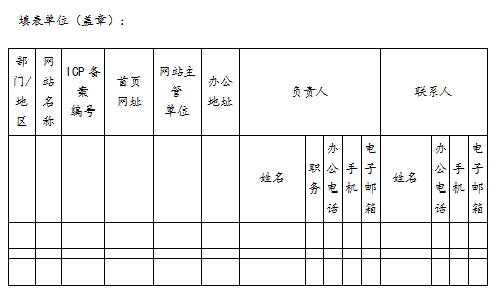 填表单位（盖章）：
部门/地区 网站名称 ICP备案编号 首页网址 网站主管单位 办公地址 负责人 联系人
姓名 职务 办公电话 手机 电子邮箱 姓名 办公电话 手机 电子邮箱